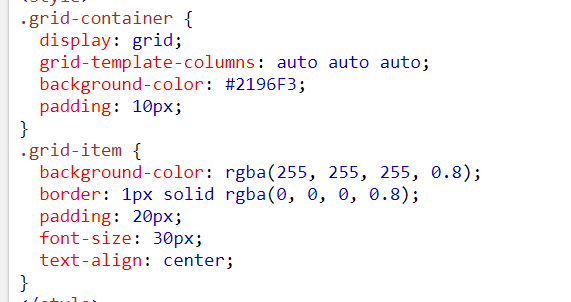 .grid-container {
  display: grid;
  grid-template-columns: auto auto auto;
  background-color: #2196F3;
  padding: 10px;
}
.grid-item {
  background-color: rgba(255, 255, 255, 0.8);
  border: 1px solid rgba(0, 0, 0, 0.8);
  padding: 20px;
  font-size: 30px;
  text-align: center;
}